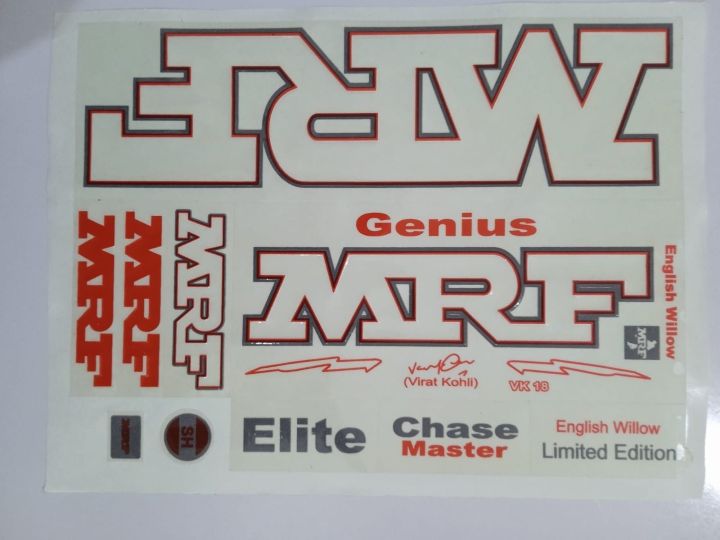 MRF
Genius
MRF
English Willow
MRF
MRF
MRF
MRF
(Virat Kohli)
VK 18
MRF
SH
Elite
Chase
Master
English Willow
Limited Edition